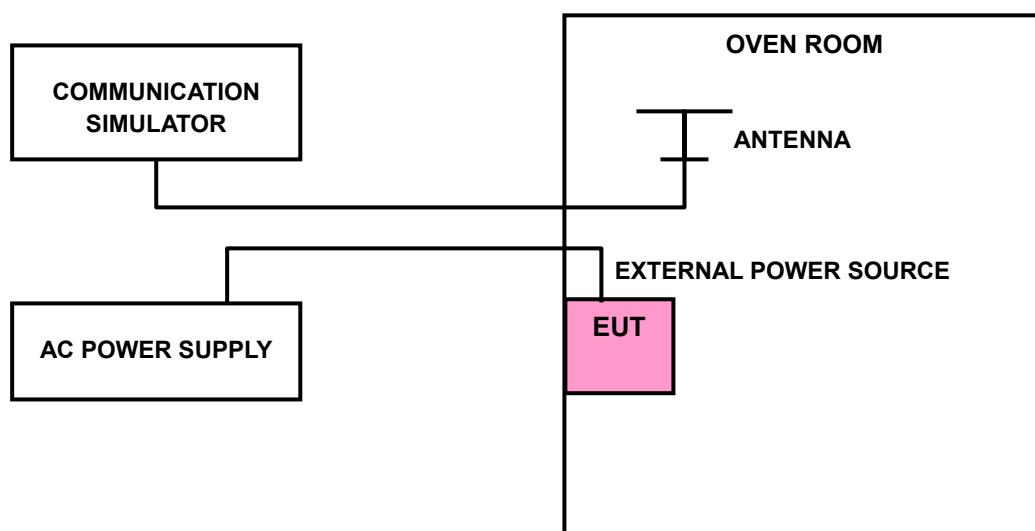 OVEN ROOM
COMMUNICATION
SIMULATOR
ANTENNA
EXTERNAL POWER SOURCE
EUT
AC POWER SUPPLY